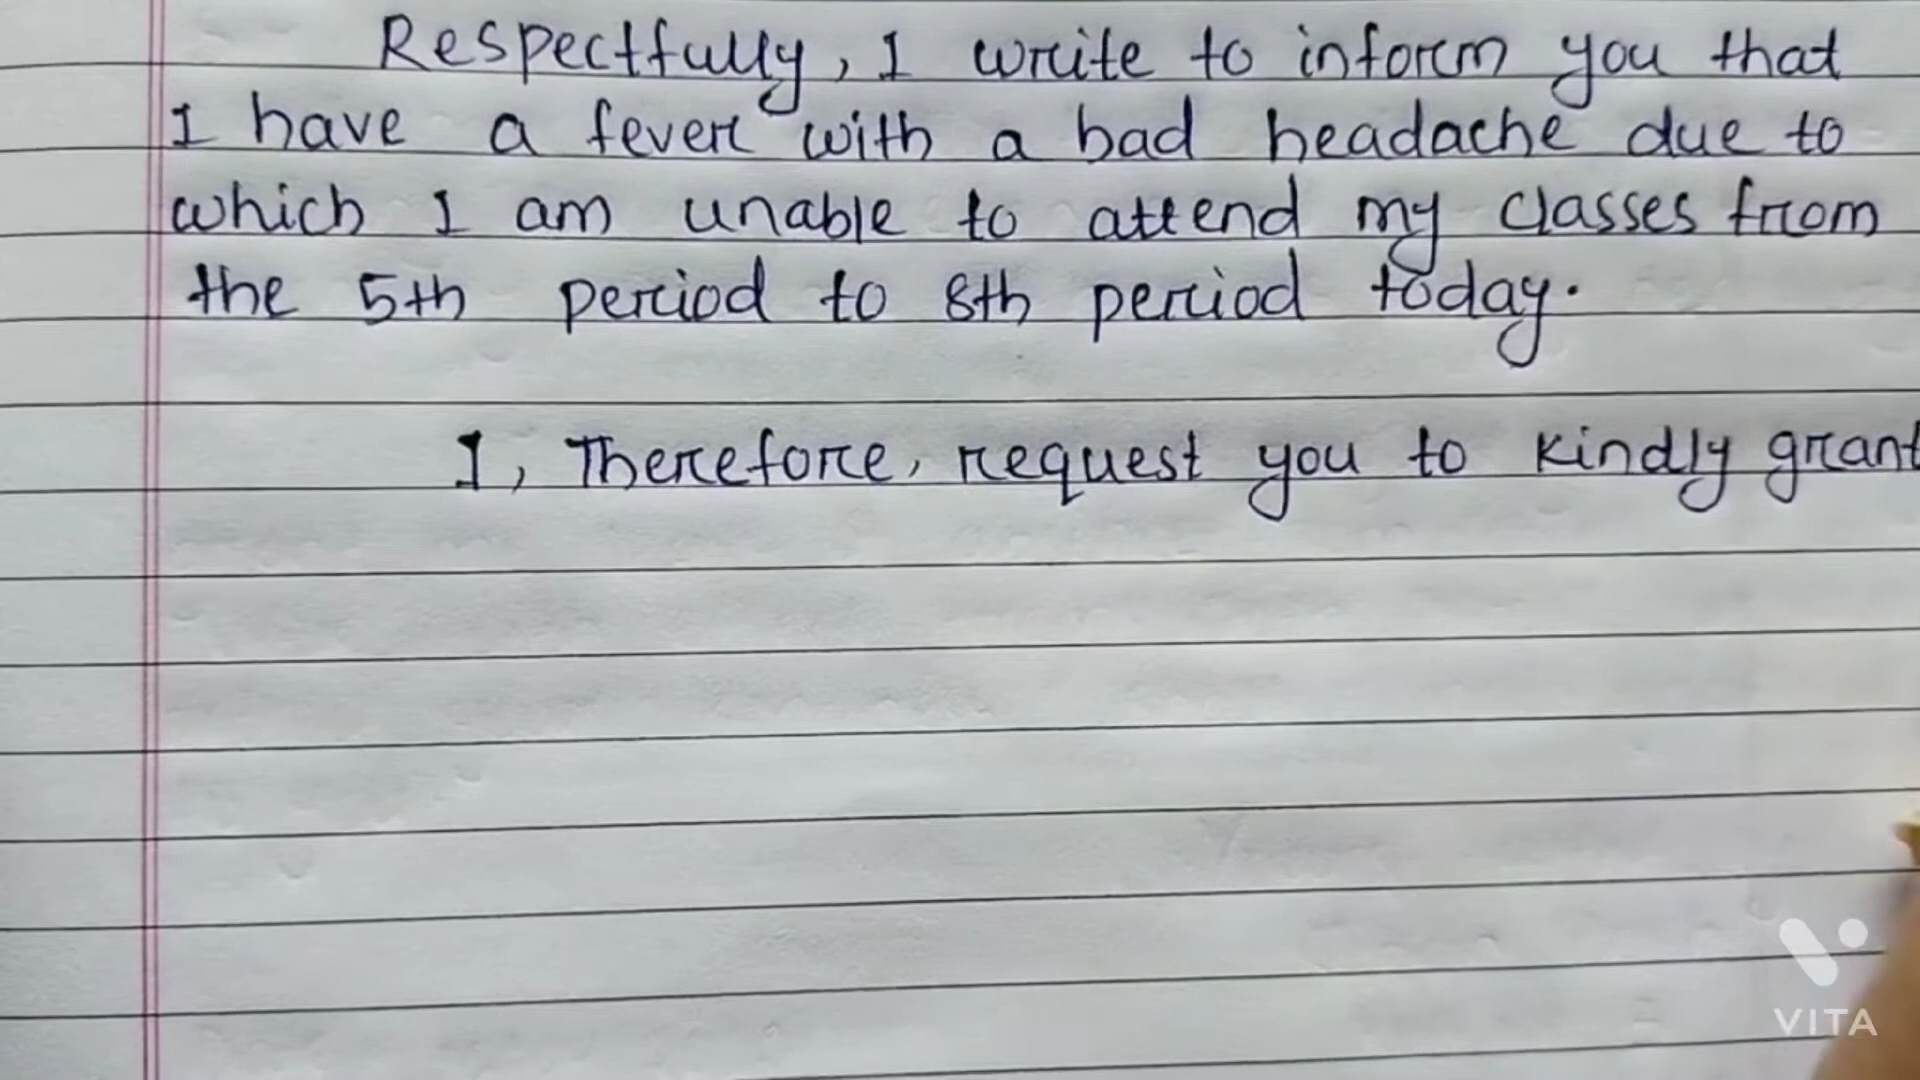 Respectfully, I write to inform you that
I have a fever with a bad headache due to
which I am unable to attend my classes from
the 5th period to 8th period today.
I, Therefore, request you to kindly grant
VITA